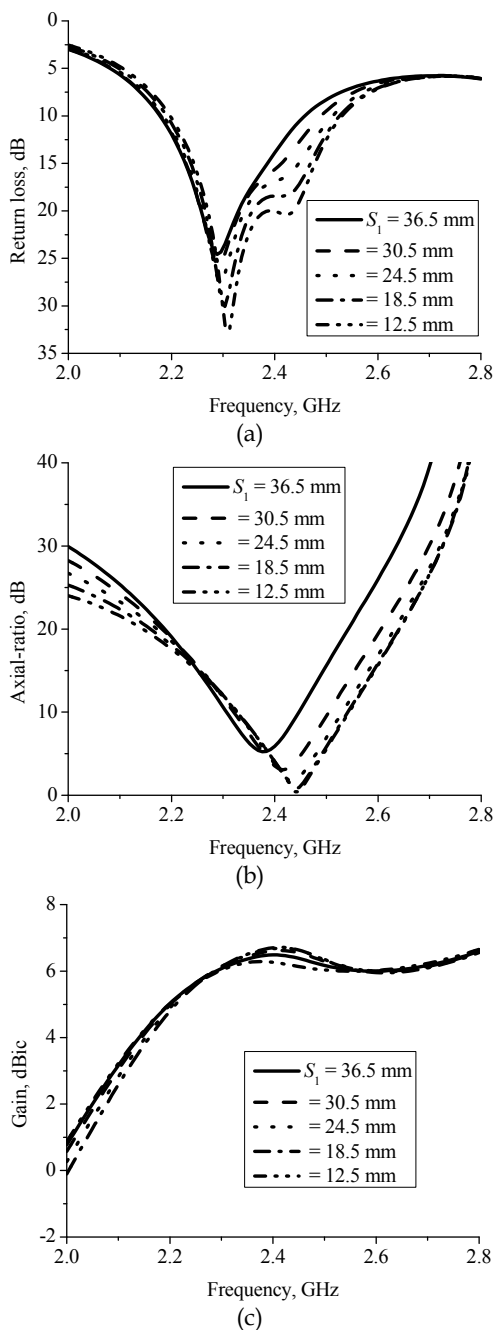 0
5
10
15
20
25
30
35
Return loss, dB
S₁ = 36.5 mm
= 30.5 mm
= 24.5 mm
= 18.5 mm
= 12.5 mm
2.0 2.2 2.4 2.6 2.8
Frequency, GHz
(a)
40
30
20
10
0
Axial-ratio, dB
S₁ = 36.5 mm
= 30.5 mm
= 24.5 mm
= 18.5 mm
= 12.5 mm
2.0 2.2 2.4 2.6 2.8
Frequency, GHz
(b)
8
6
4
2
0
-2
Gain, dBic
S₁ = 36.5 mm
= 30.5 mm
= 24.5 mm
= 18.5 mm
= 12.5 mm
2.0 2.2 2.4 2.6 2.8
Frequency, GHz
(c)